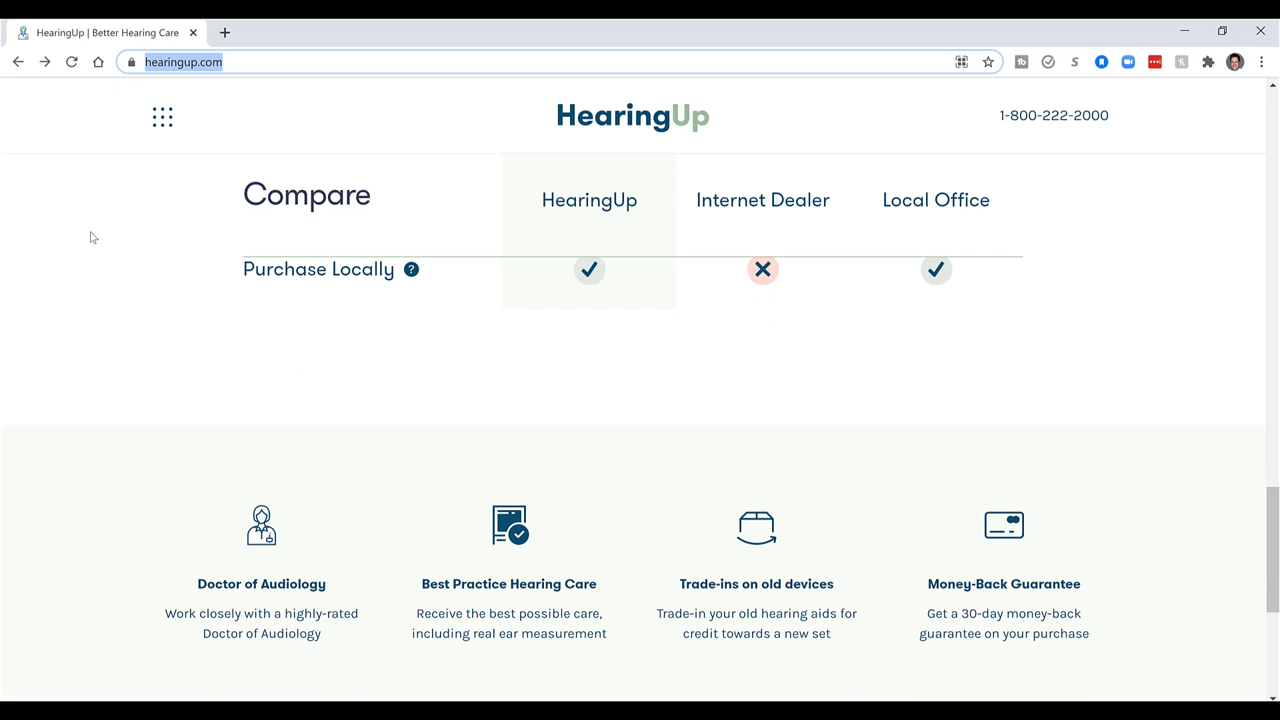 HearingUp | Better Hearing Care
hearingup.com
HearingUp
1-800-222-2000
Compare
HearingUp
Internet Dealer
Local Office
Purchase Locally ?
Doctor of Audiology
Work closely with a highly-rated
Doctor of Audiology
Best Practice Hearing Care
Receive the best possible care,
including real ear measurement
Trade-ins on old devices
Trade-in your old hearing aids for
credit towards a new set
Money-Back Guarantee
Get a 30-day money-back
guarantee on your purchase